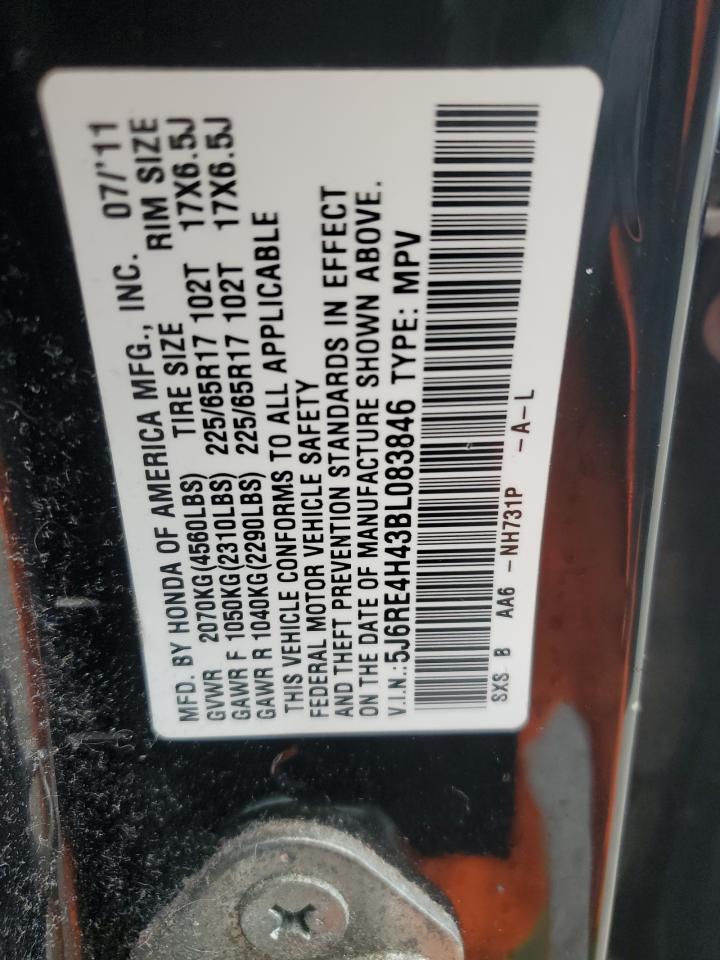 MFD. BY HONDA OF AMERICA MFG., INC. 07/'11
GVWR 2070KG(4560LBS) TIRE SIZE RIM SIZE
GAWR F 1050KG(2310LBS) 225/65R17 102T 17X6.5J
GAWR R 1040KG(2290LBS) 225/65R17 102T 17X6.5J
THIS VEHICLE CONFORMS TO ALL APPLICABLE
FEDERAL MOTOR VEHICLE SAFETY
AND THEFT PREVENTION STANDARDS IN EFFECT
ON THE DATE OF MANUFACTURE SHOWN ABOVE.
V.I.N.:5J6RE4H43BL083846 TYPE: MPV
SXS B AA6 -NH731P -A-L